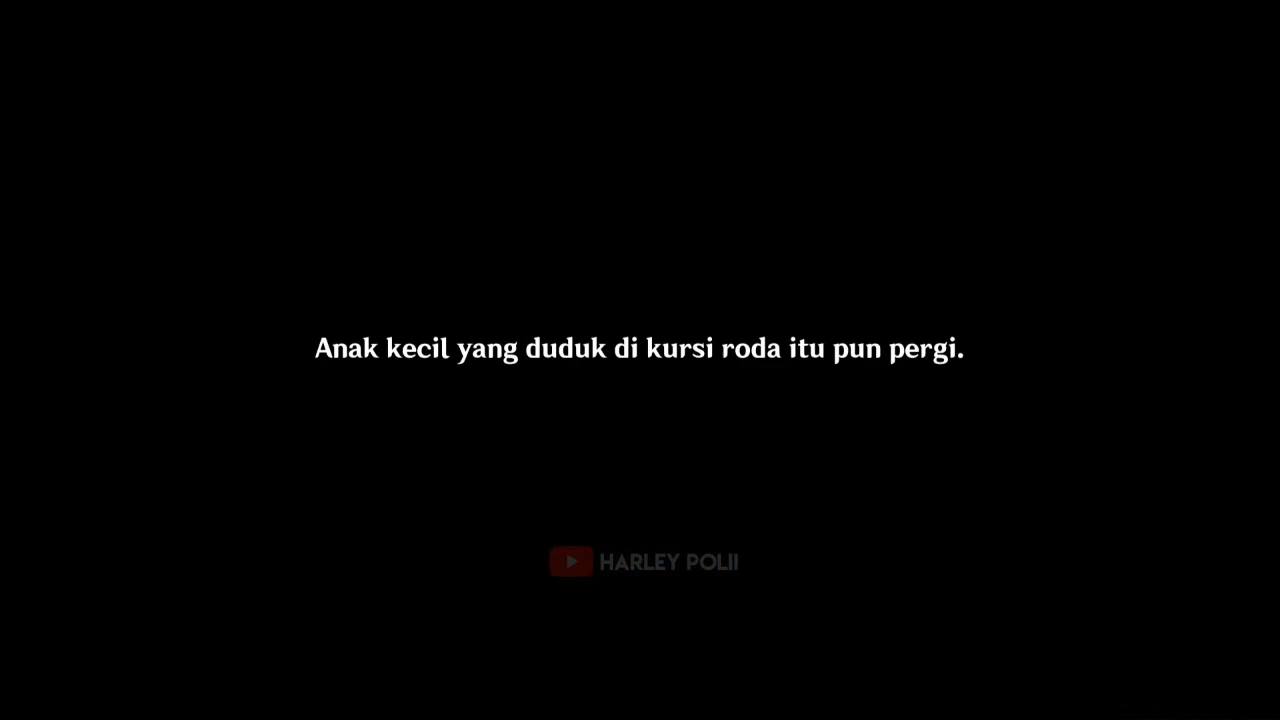 Anak kecil yang duduk di kursi roda itu pun pergi.
HARLEY POLII